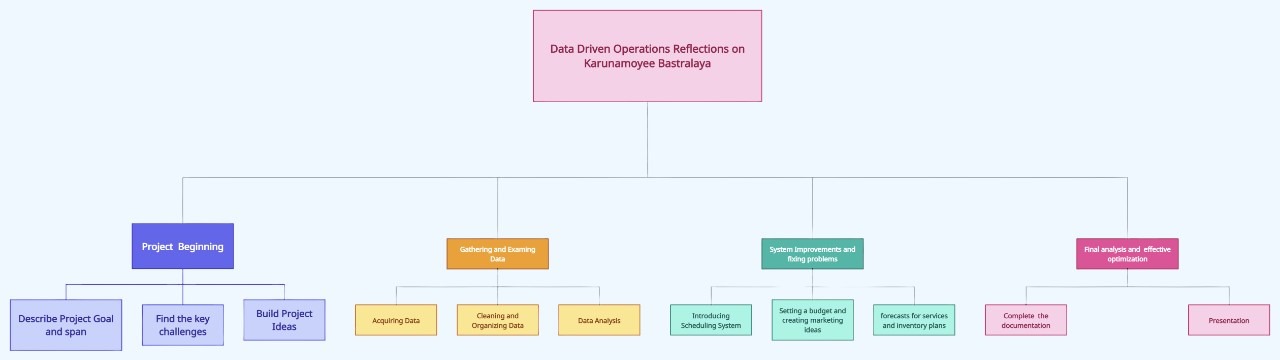 Data Driven Operations Reflections on
Karunamoyee Bastralaya
Project Beginning
Gathering and Examing
Data
System Improvements and
fixing problems
Final analysis and effective
optimization
Describe Project Goal
and span
Find the key
challenges
Build Project
Ideas
Acquiring Data
Cleaning and
Organizing Data
Data Analysis
Introducing
Scheduling System
Setting a budget and
creating marketing
ideas
forecasts for services
and inventory plans
Complete the
documentation
Presentation